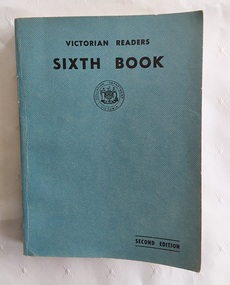 VICTORIAN READERS
SIXTH BOOK
SECOND EDITION